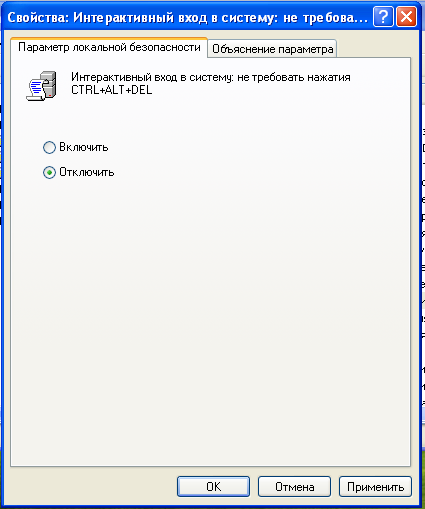 Свойства: Интерактивный вход в систему: не требова...
Параметр локальной безопасности
Объяснение параметра
Интерактивный вход в систему: не требовать нажатия
CTRL+ALT+DEL
Включить
Отключить
OK
Отмена
Применить